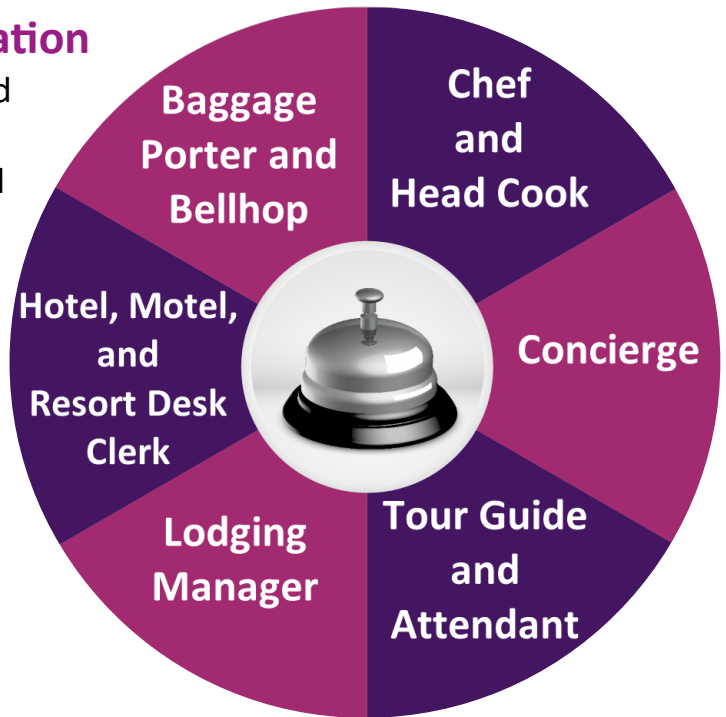 Baggage
Porter and
Bellhop
Chef
and
Head Cook
Concierge
Tour Guide
and
Attendant
Lodging
Manager
Hotel, Motel,
and
Resort Desk
Clerk